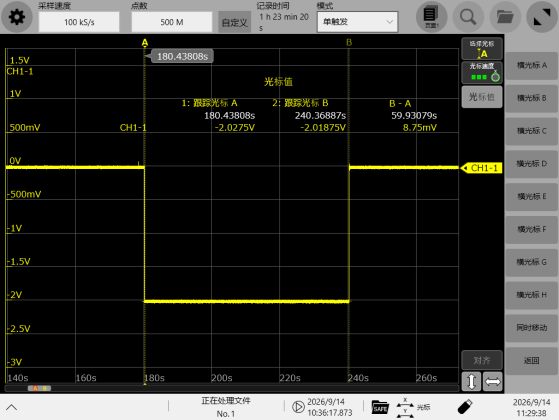 采样速度
点数
记录时间
模式
100 kS/s
500 M
自定义
1 h 23 min 20 s
单触发
页面1
选择光标
A
光标速度
光标值
A
B
180.43808s
光标值
1: 跟踪光标 A
2: 跟踪光标 B
B - A
180.43808s
240.36887s
59.93079s
CH1-1
-2.0275V
-2.01875V
8.75mV
1.5V
CH1-1
1V
500mV
0V
-500mV
-1V
-1.5V
-2V
-2.5V
-3V
CH1-1
140s
160s
180s
200s
220s
240s
260s
横光标 A
横光标 B
横光标 C
横光标 D
横光标 E
横光标 F
横光标 G
横光标 H
同时移动
返回
对齐
正在处理文件
No. 1
2026/9/14
10:36:17.873
SAFE
X
Y
光标
2026/9/14
11:29:38